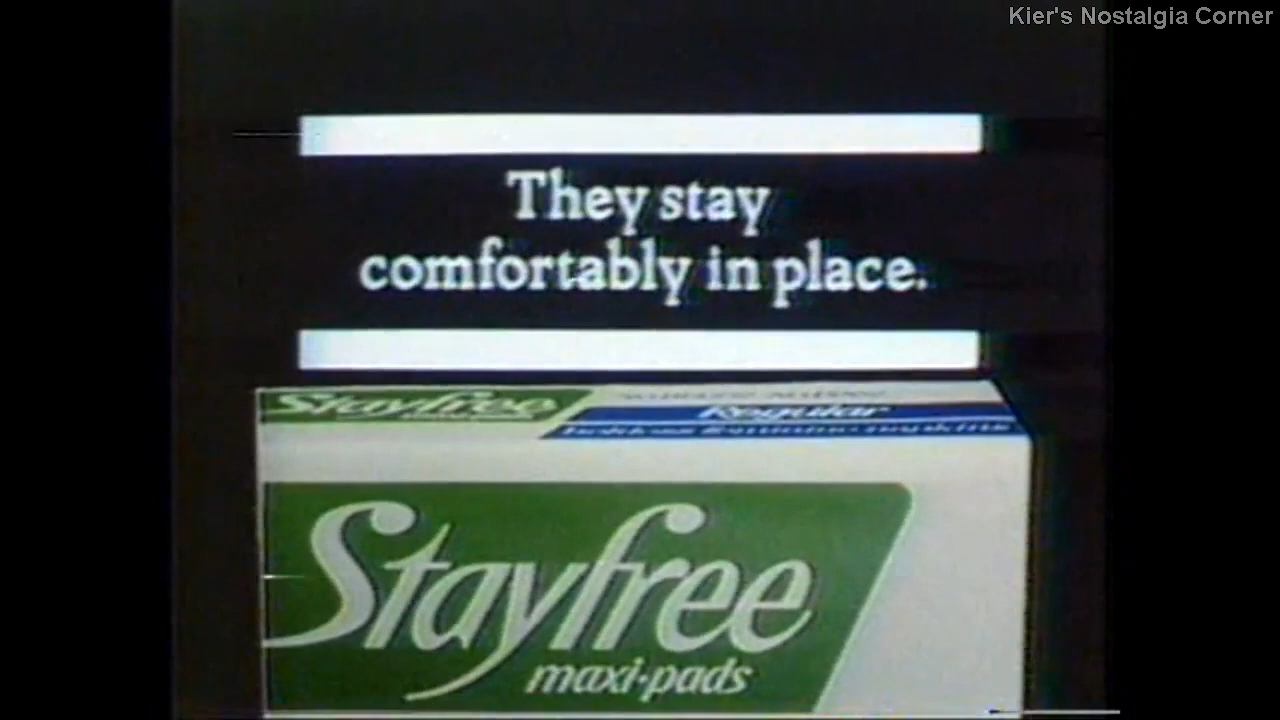 Kier's Nostalgia Corner
They stay
comfortably in place.
Stayfree
Regular
Stayfree
maxi-pads